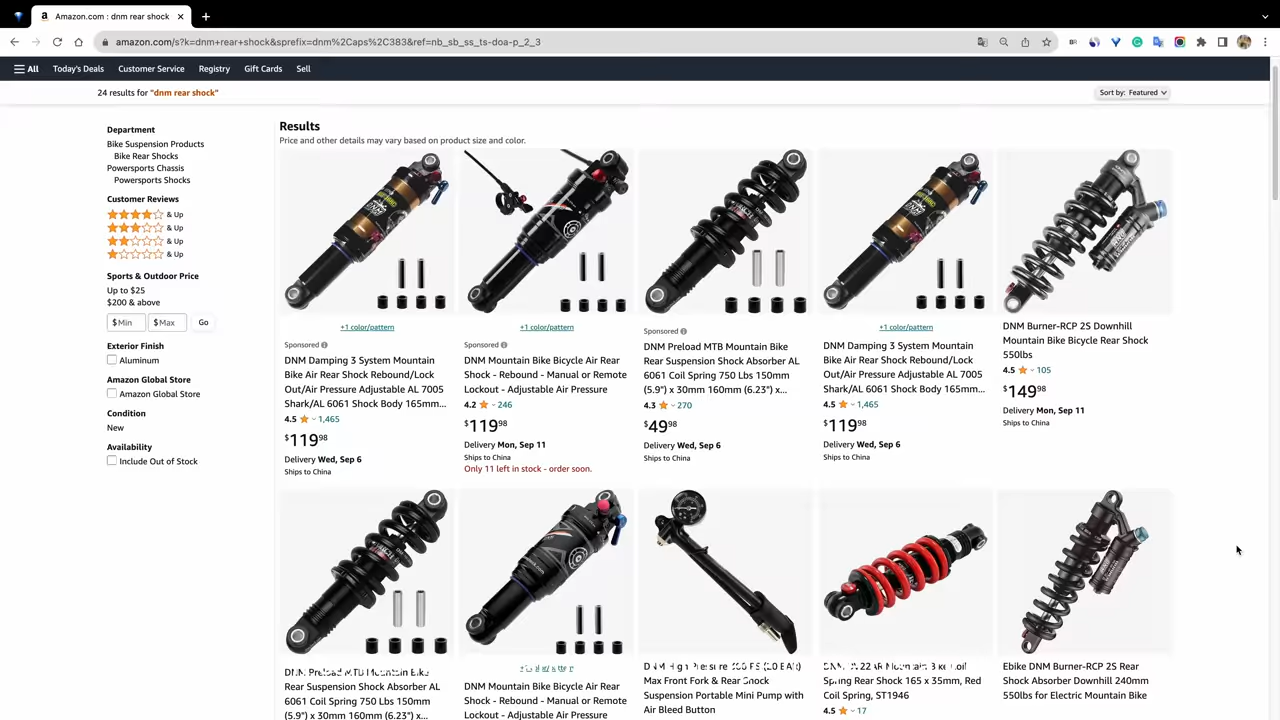 Amazon.com : dnm rear shock
amazon.com/s?k=dnm+rear+shock&sprefix=dnm%2Caps%2C383&ref=nb_sb_ss_ts-doa-p_2_3
All Today's Deals Customer Service Registry Gift Cards Sell
24 results for "dnm rear shock"
Sort by: Featured
Department
Bike Suspension Products
Bike Rear Shocks
Powersports Chassis
Powersports Shocks
Customer Reviews
& Up
& Up
& Up
& Up
Sports & Outdoor Price
Up to $25
$200 & above
$ Min $ Max Go
Exterior Finish
Aluminum
Amazon Global Store
Amazon Global Store
Condition
New
Availability
Include Out of Stock
Results
Price and other details may vary based on product size and color.
+1 color/pattern
Sponsored
DNM Damping 3 System Mountain
Bike Air Rear Shock Rebound/Lock
Out/Air Pressure Adjustable AL 7005
Shark/AL 6061 Shock Body 165mm...
4.5 1,465
$119.98
Delivery Wed, Sep 6
Ships to China
+1 color/pattern
Sponsored
DNM Mountain Bike Bicycle Air Rear
Shock - Rebound - Manual or Remote
Lockout - Adjustable Air Pressure
4.2 246
$119.98
Delivery Mon, Sep 11
Ships to China
Only 11 left in stock - order soon.
Sponsored
DNM Preload MTB Mountain Bike
Rear Suspension Shock Absorber AL
6061 Coil Spring 750 Lbs 150mm
(5.9") x 30mm 160mm (6.23") x...
4.3 270
$49.98
Delivery Wed, Sep 6
Ships to China
+1 color/pattern
DNM Damping 3 System Mountain
Bike Air Rear Shock Rebound/Lock
Out/Air Pressure Adjustable AL 7005
Shark/AL 6061 Shock Body 165mm...
4.5 1,465
$119.98
Delivery Wed, Sep 6
Ships to China
DNM Burner-RCP 2S Downhill
Mountain Bike Bicycle Rear Shock
550lbs
4.5 105
$149.98
Delivery Mon, Sep 11
Ships to China
DNM Preload MTB Mountain Bike
Rear Suspension Shock Absorber AL
6061 Coil Spring 750 Lbs 150mm
(5.9") x 30mm 160mm (6.23") x...
DNM Mountain Bike Bicycle Air Rear
Shock - Rebound - Manual or Remote
Lockout - Adjustable Air Pressure
DNM High Pressure
Max Front Fork & Rear Shock
Suspension Portable Mini Pump with
Air Bleed Button
Mountain Bike Coil
Spring Rear Shock 165 x 35mm, Red
Coil Spring, ST1946
4.5 17
Ebike DNM Burner-RCP 2S Rear
Shock Absorber Downhill 240mm
550lbs for Electric Mountain Bike